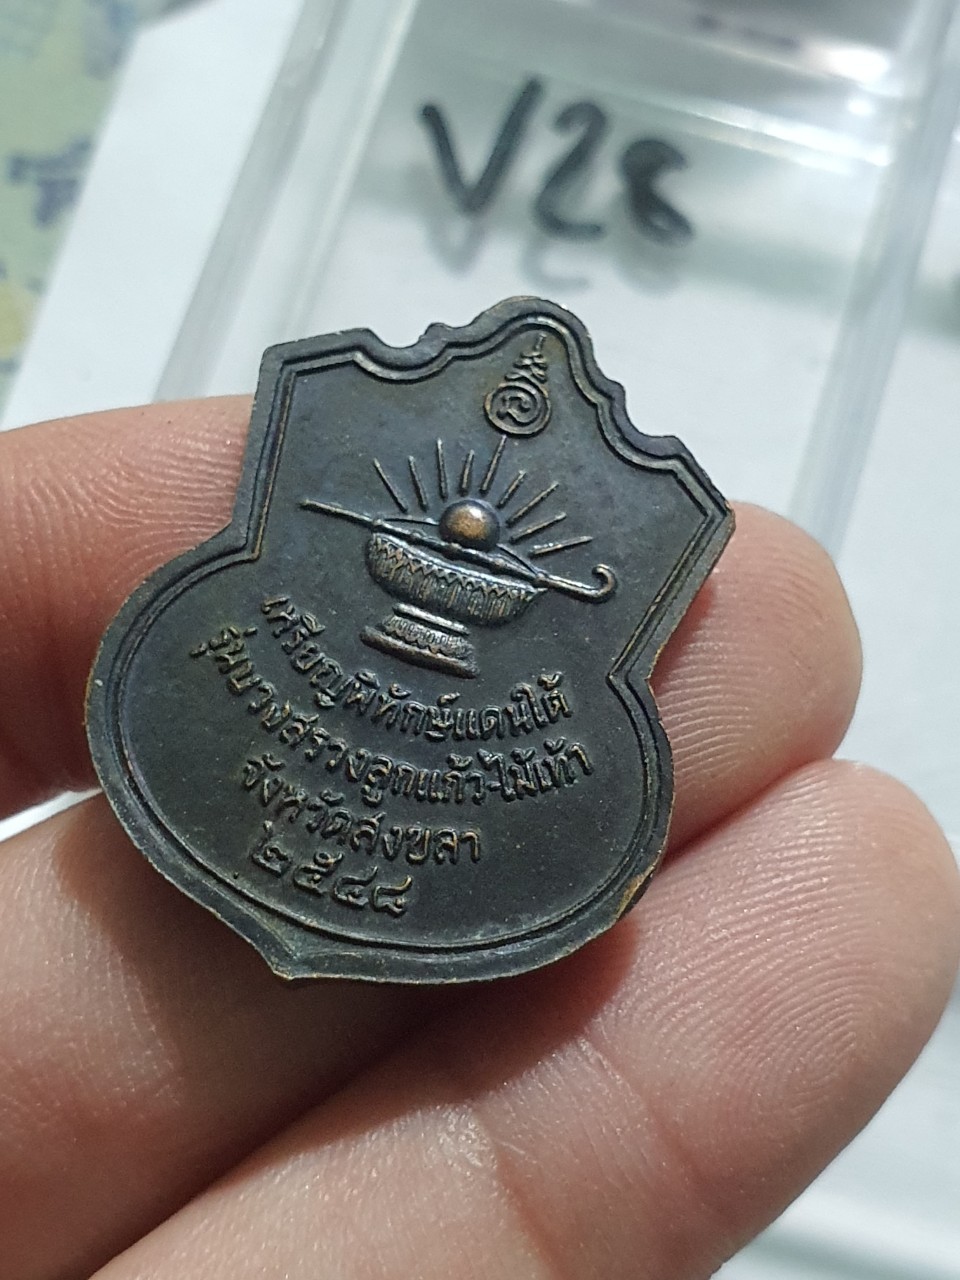 V28
เหรียญพิทักษ์แดนใต้
รุ่นบวงสรวงลูกแก้ว-ไม้เท้า
จังหวัดสงขลา
๒๕๔๘